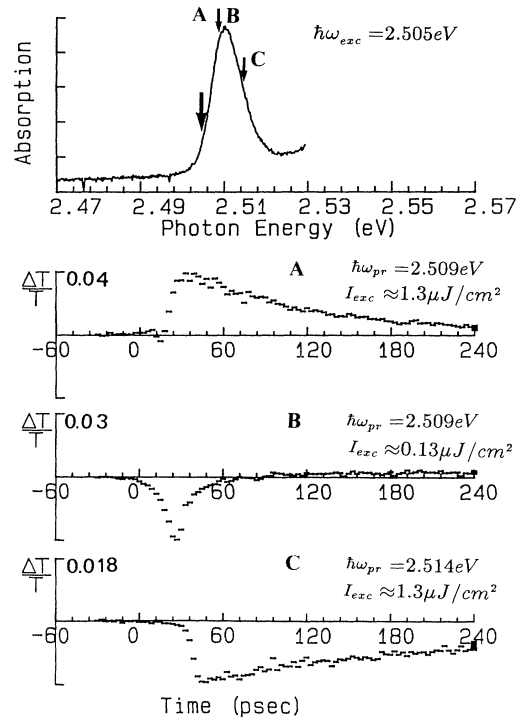 A B ħω_exc = 2.505eV
C
Absorption
2.47 2.49 2.51 2.53 2.55 2.57
Photon Energy (eV)
A ħω_pr = 2.509eV
ΔT/T 0.04 I_exc ≈ 1.3μJ/cm²
-60 0 60 120 180 240
B ħω_pr = 2.509eV
ΔT/T 0.03 I_exc ≈ 0.13μJ/cm²
-60 0 60 120 180 240
C ħω_pr = 2.514eV
ΔT/T 0.018 I_exc ≈ 1.3μJ/cm²
-60 0 60 120 180 240
Time (psec)